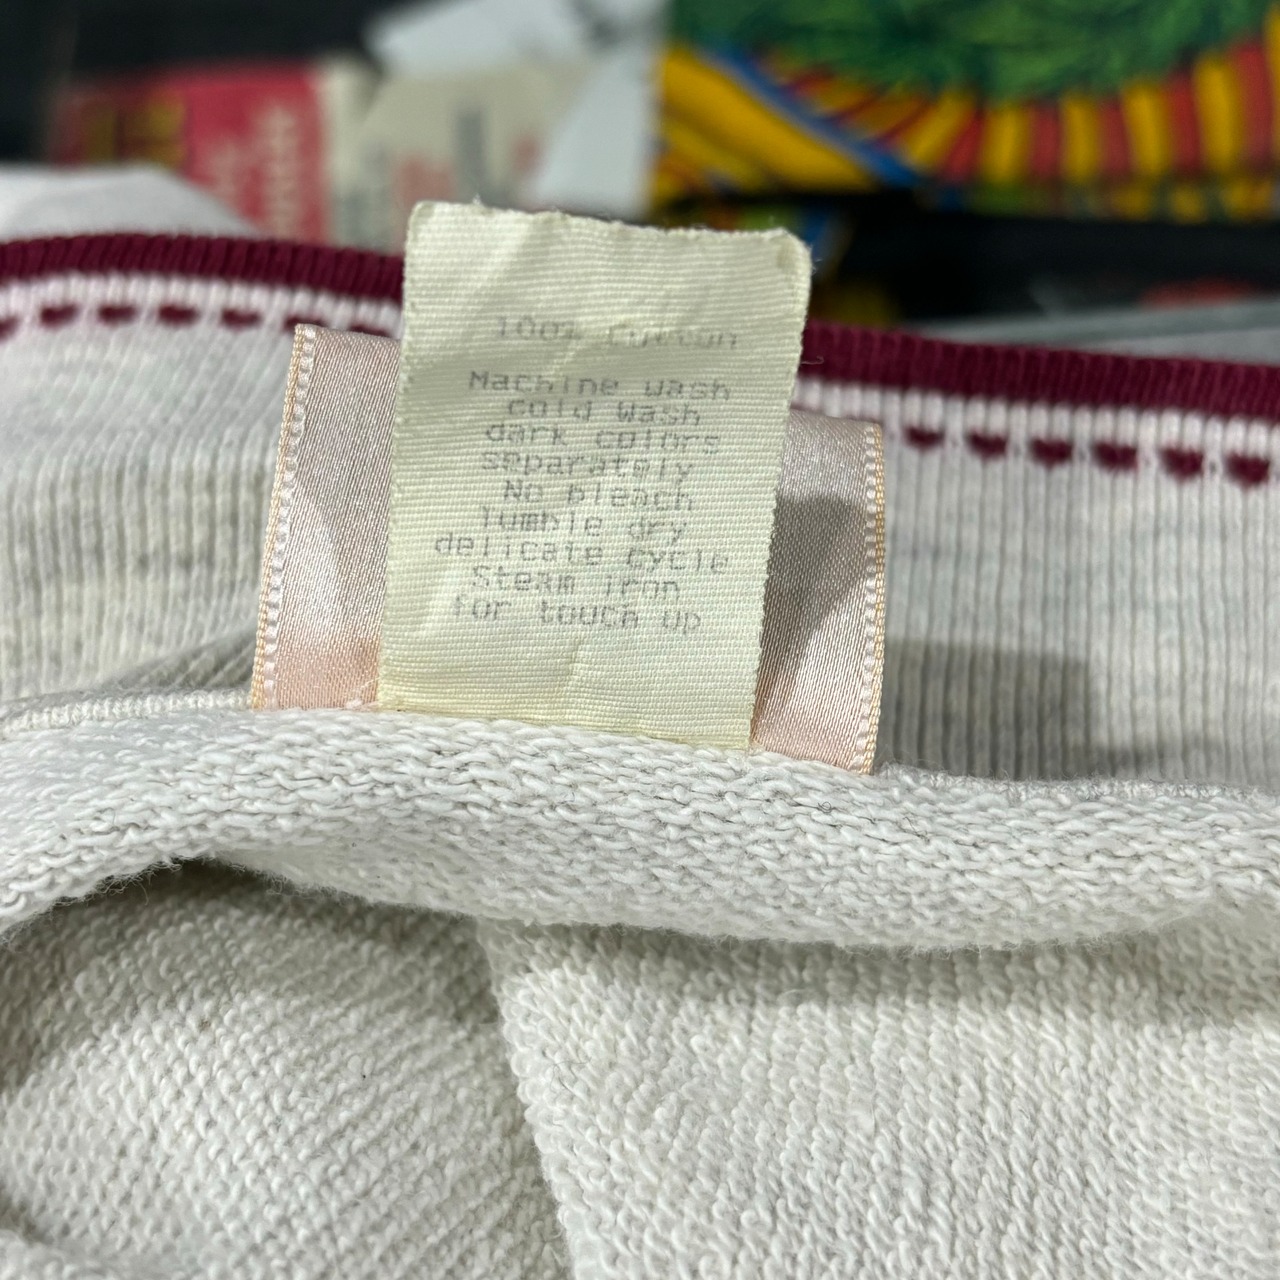 100% Cotton
Machine wash
cold Wash
dark colors
separately
No bleach
Tumble dry
delicate cycle
Steam iron
for touch up